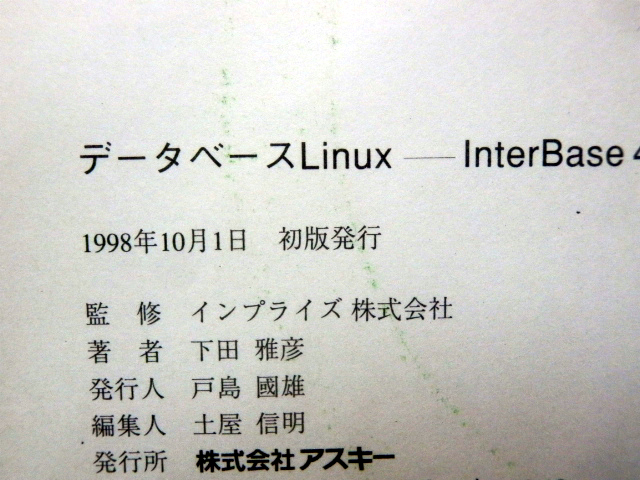 データベースLinux ― InterBase 4
1998年10月1日 初版発行
監 修 インプライズ 株式会社
著 者 下田 雅彦
発行人 戸島 國雄
編集人 土屋 信明
発行所 株式会社アスキー